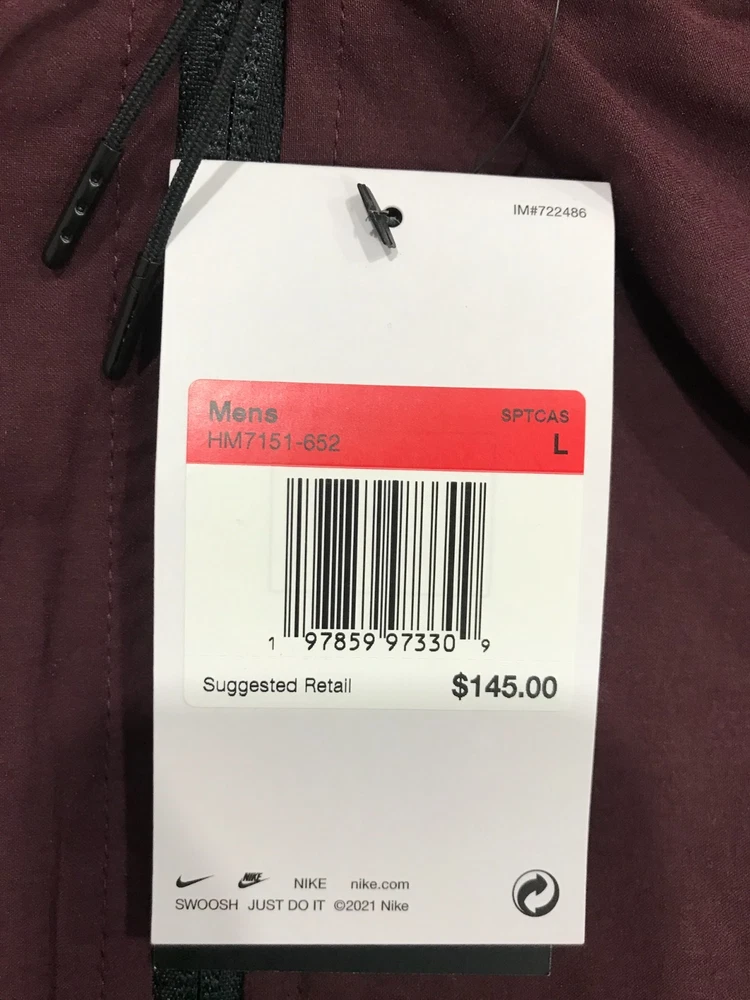 IM#722486
Mens SPTCAS
HM7151-652 L
1 97859 97330 9
Suggested Retail $145.00
NIKE NIKE nike.com
SWOOSH JUST DO IT ©2021 Nike